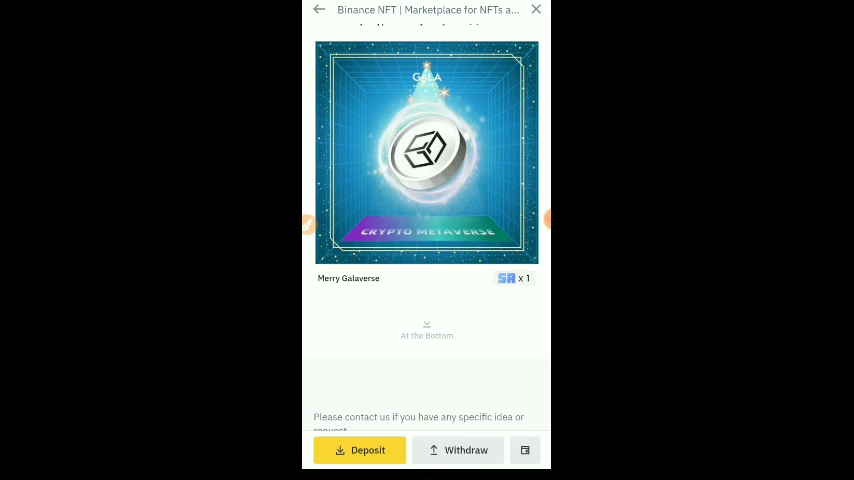 Binance NFT | Marketplace for NFTs a...
GALA
CRYPTO METAVERSE
Merry Galaverse
SR x 1
At the Bottom
Please contact us if you have any specific idea or
request
Deposit
Withdraw